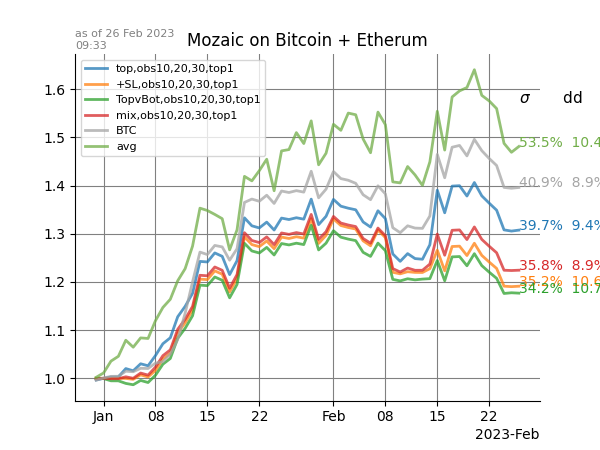 as of 26 Feb 2023
09:33
Mozaic on Bitcoin + Etherum
top,obs10,20,30,top1
+SL,obs10,20,30,top1
TopvBot,obs10,20,30,top1
mix,obs10,20,30,top1
BTC
avg
σ dd
53.5% 10.4
40.9% 8.9%
39.7% 9.4%
35.8% 8.9%
35.2% 10.6
34.2% 10.7
1.6
1.5
1.4
1.3
1.2
1.1
1.0
Jan 08 15 22 Feb 08 15 22
2023-Feb